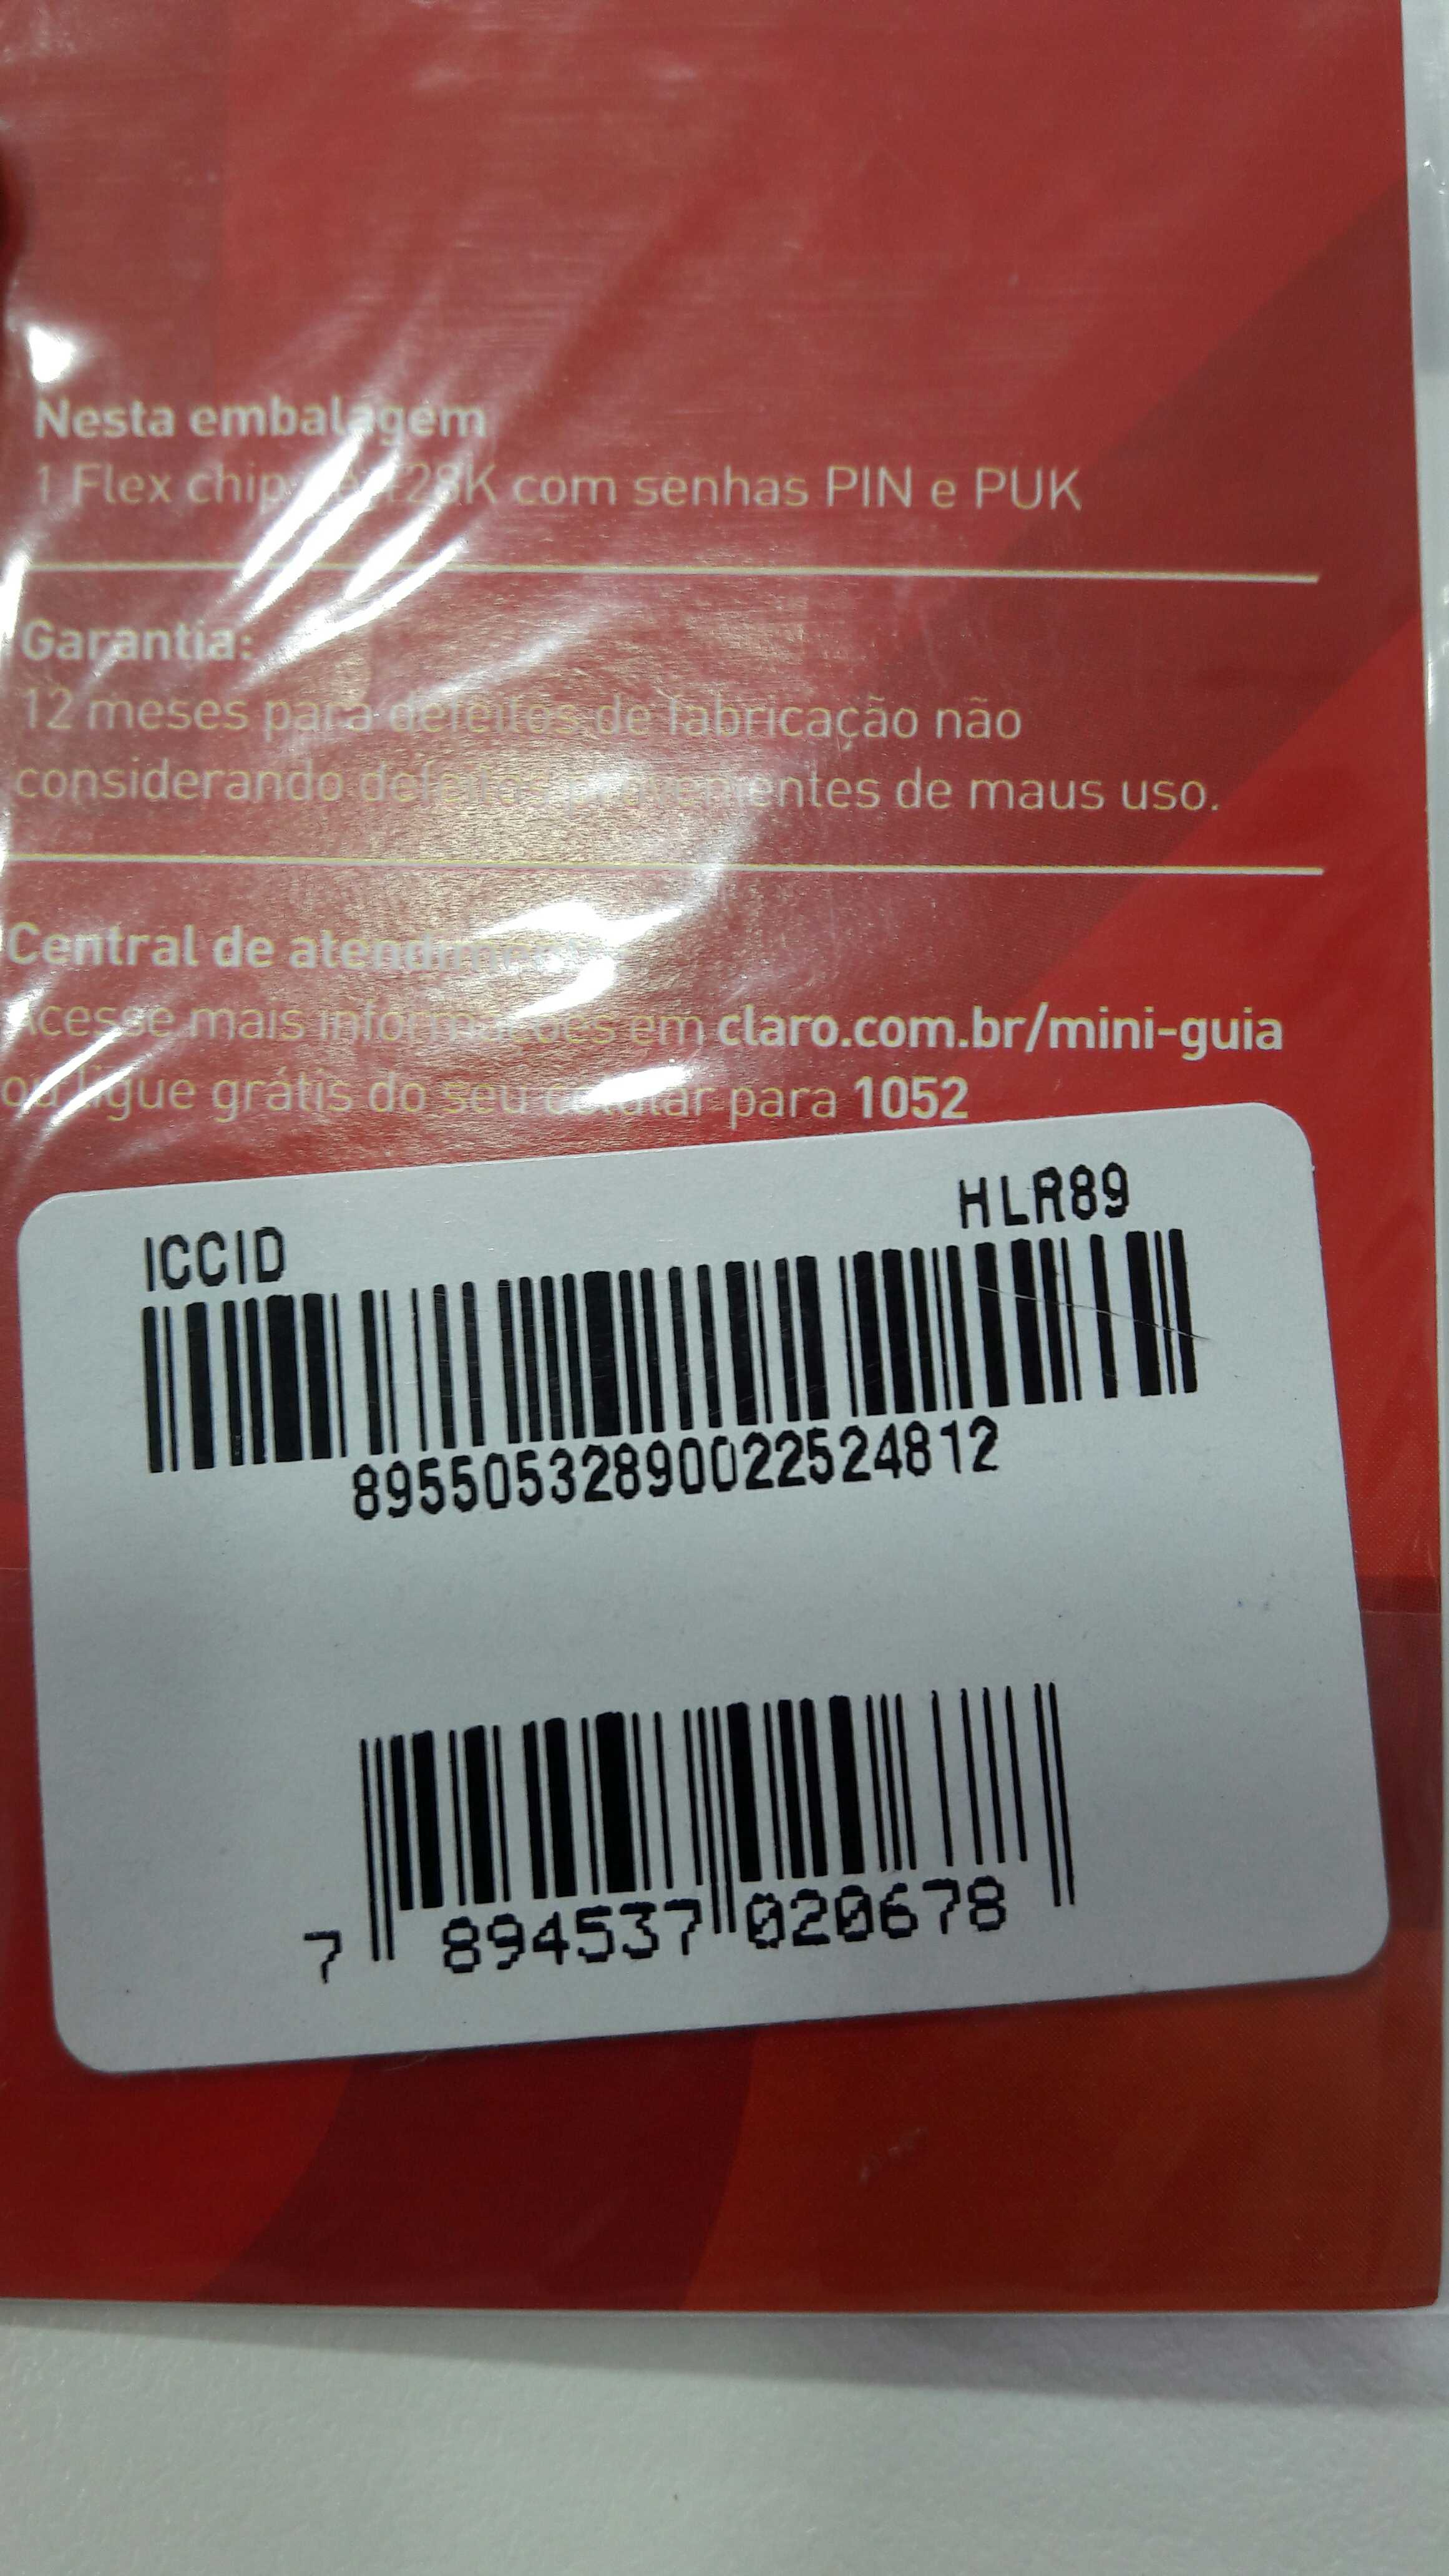 Nesta embalagem
1 Flex chip 128K com senhas PIN e PUK
Garantia:
12 meses para defeitos de fabricação não
considerando defeitos provenientes de maus uso.
Central de atendimento
Acesse mais informações em claro.com.br/mini-guia
ou ligue grátis do seu celular para 1052
ICCID
HLR89
89550532890022524812
7 894537 020678